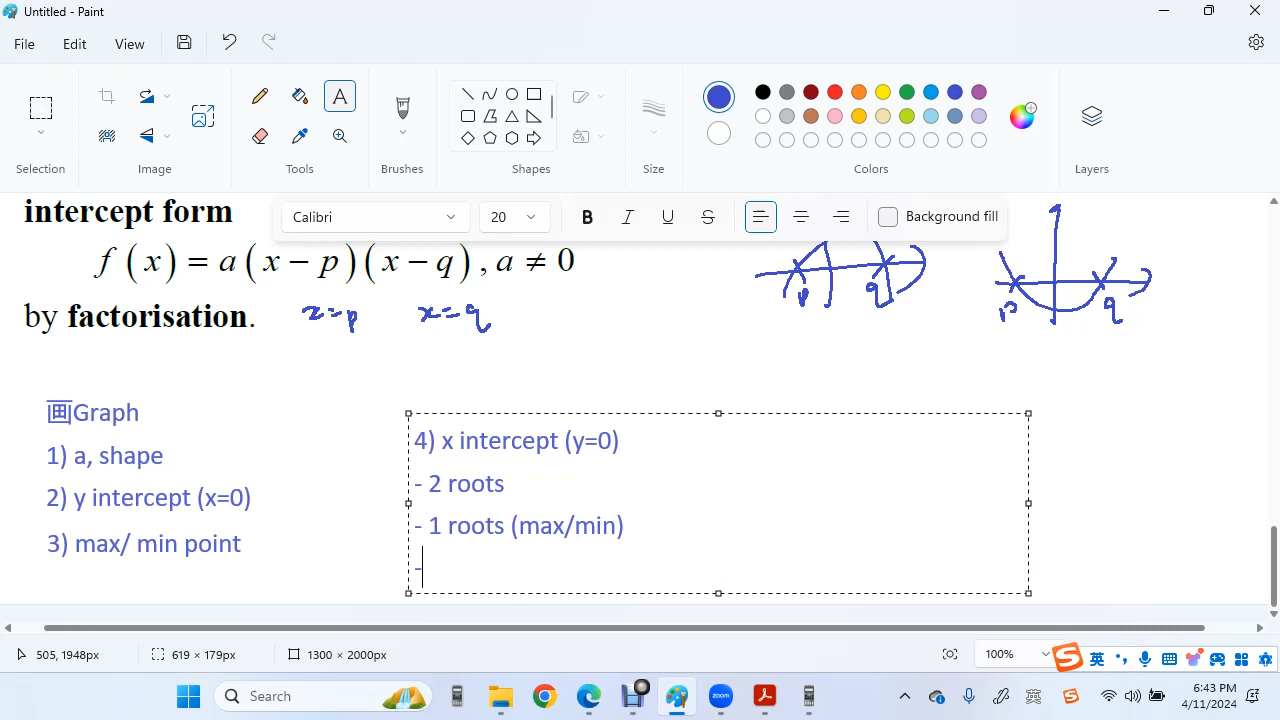 Untitled - Paint
File Edit View
Selection Image Tools Brushes Shapes Size Colors Layers
Calibri 20 B I U S Background fill
intercept form
f(x) = a(x − p)(x − q), a ≠ 0
by factorisation. x=p x=q
p q
p q
画Graph
1) a, shape
2) y intercept (x=0)
3) max/ min point
4) x intercept (y=0)
- 2 roots
- 1 roots (max/min)
-
505, 1948px 619 × 179px 1300 × 2000px 100% 英
Search zoom 英 6:43 PM
4/11/2024